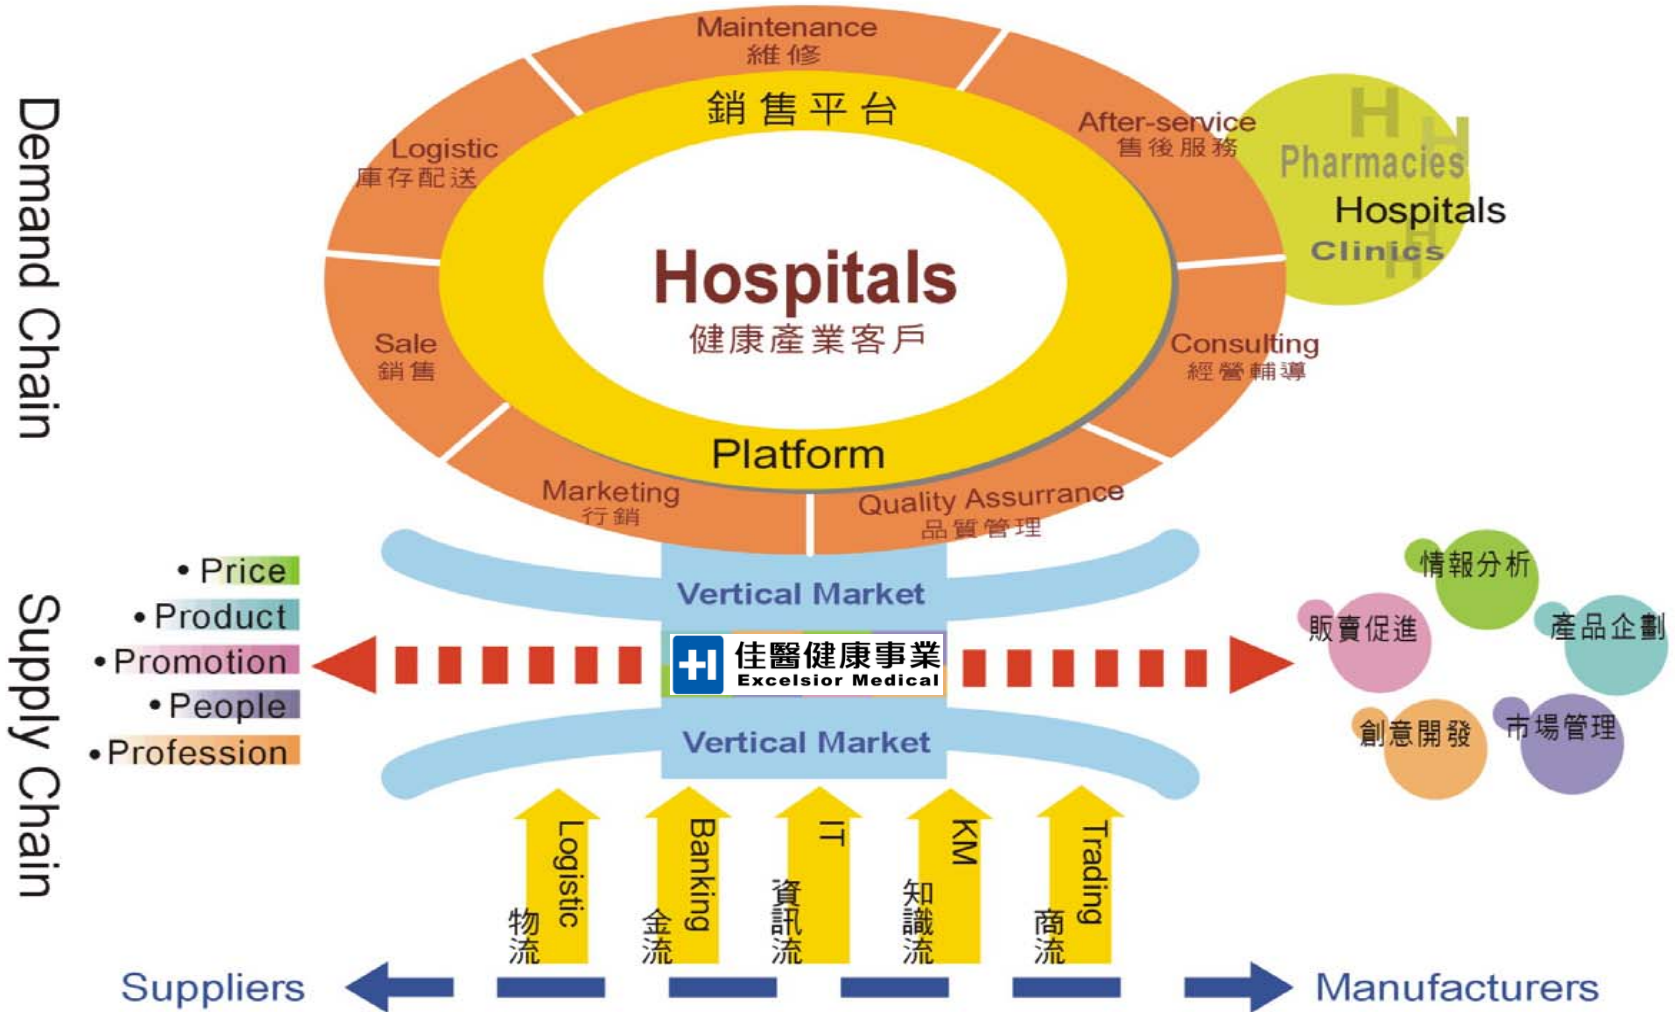 Demand Chain
Maintenance
維修
銷售平台
Logistic
庫存配送
After-service
售後服務
H
H
Pharmacies
Hospitals
Clinics
H
H
Hospitals
健康產業客戶
Sale
銷售
Consulting
經營輔導
Platform
Marketing
行銷
Quality Assurrance
品質管理
Supply Chain
• Price
• Product
• Promotion
• People
• Profession
Vertical Market
佳醫健康事業
Excelsior Medical
Vertical Market
情報分析
販賣促進
產品企劃
創意開發
市場管理
Logistic
物流
Banking
金流
IT
資訊流
KM
知識流
Trading
商流
Suppliers
Manufacturers